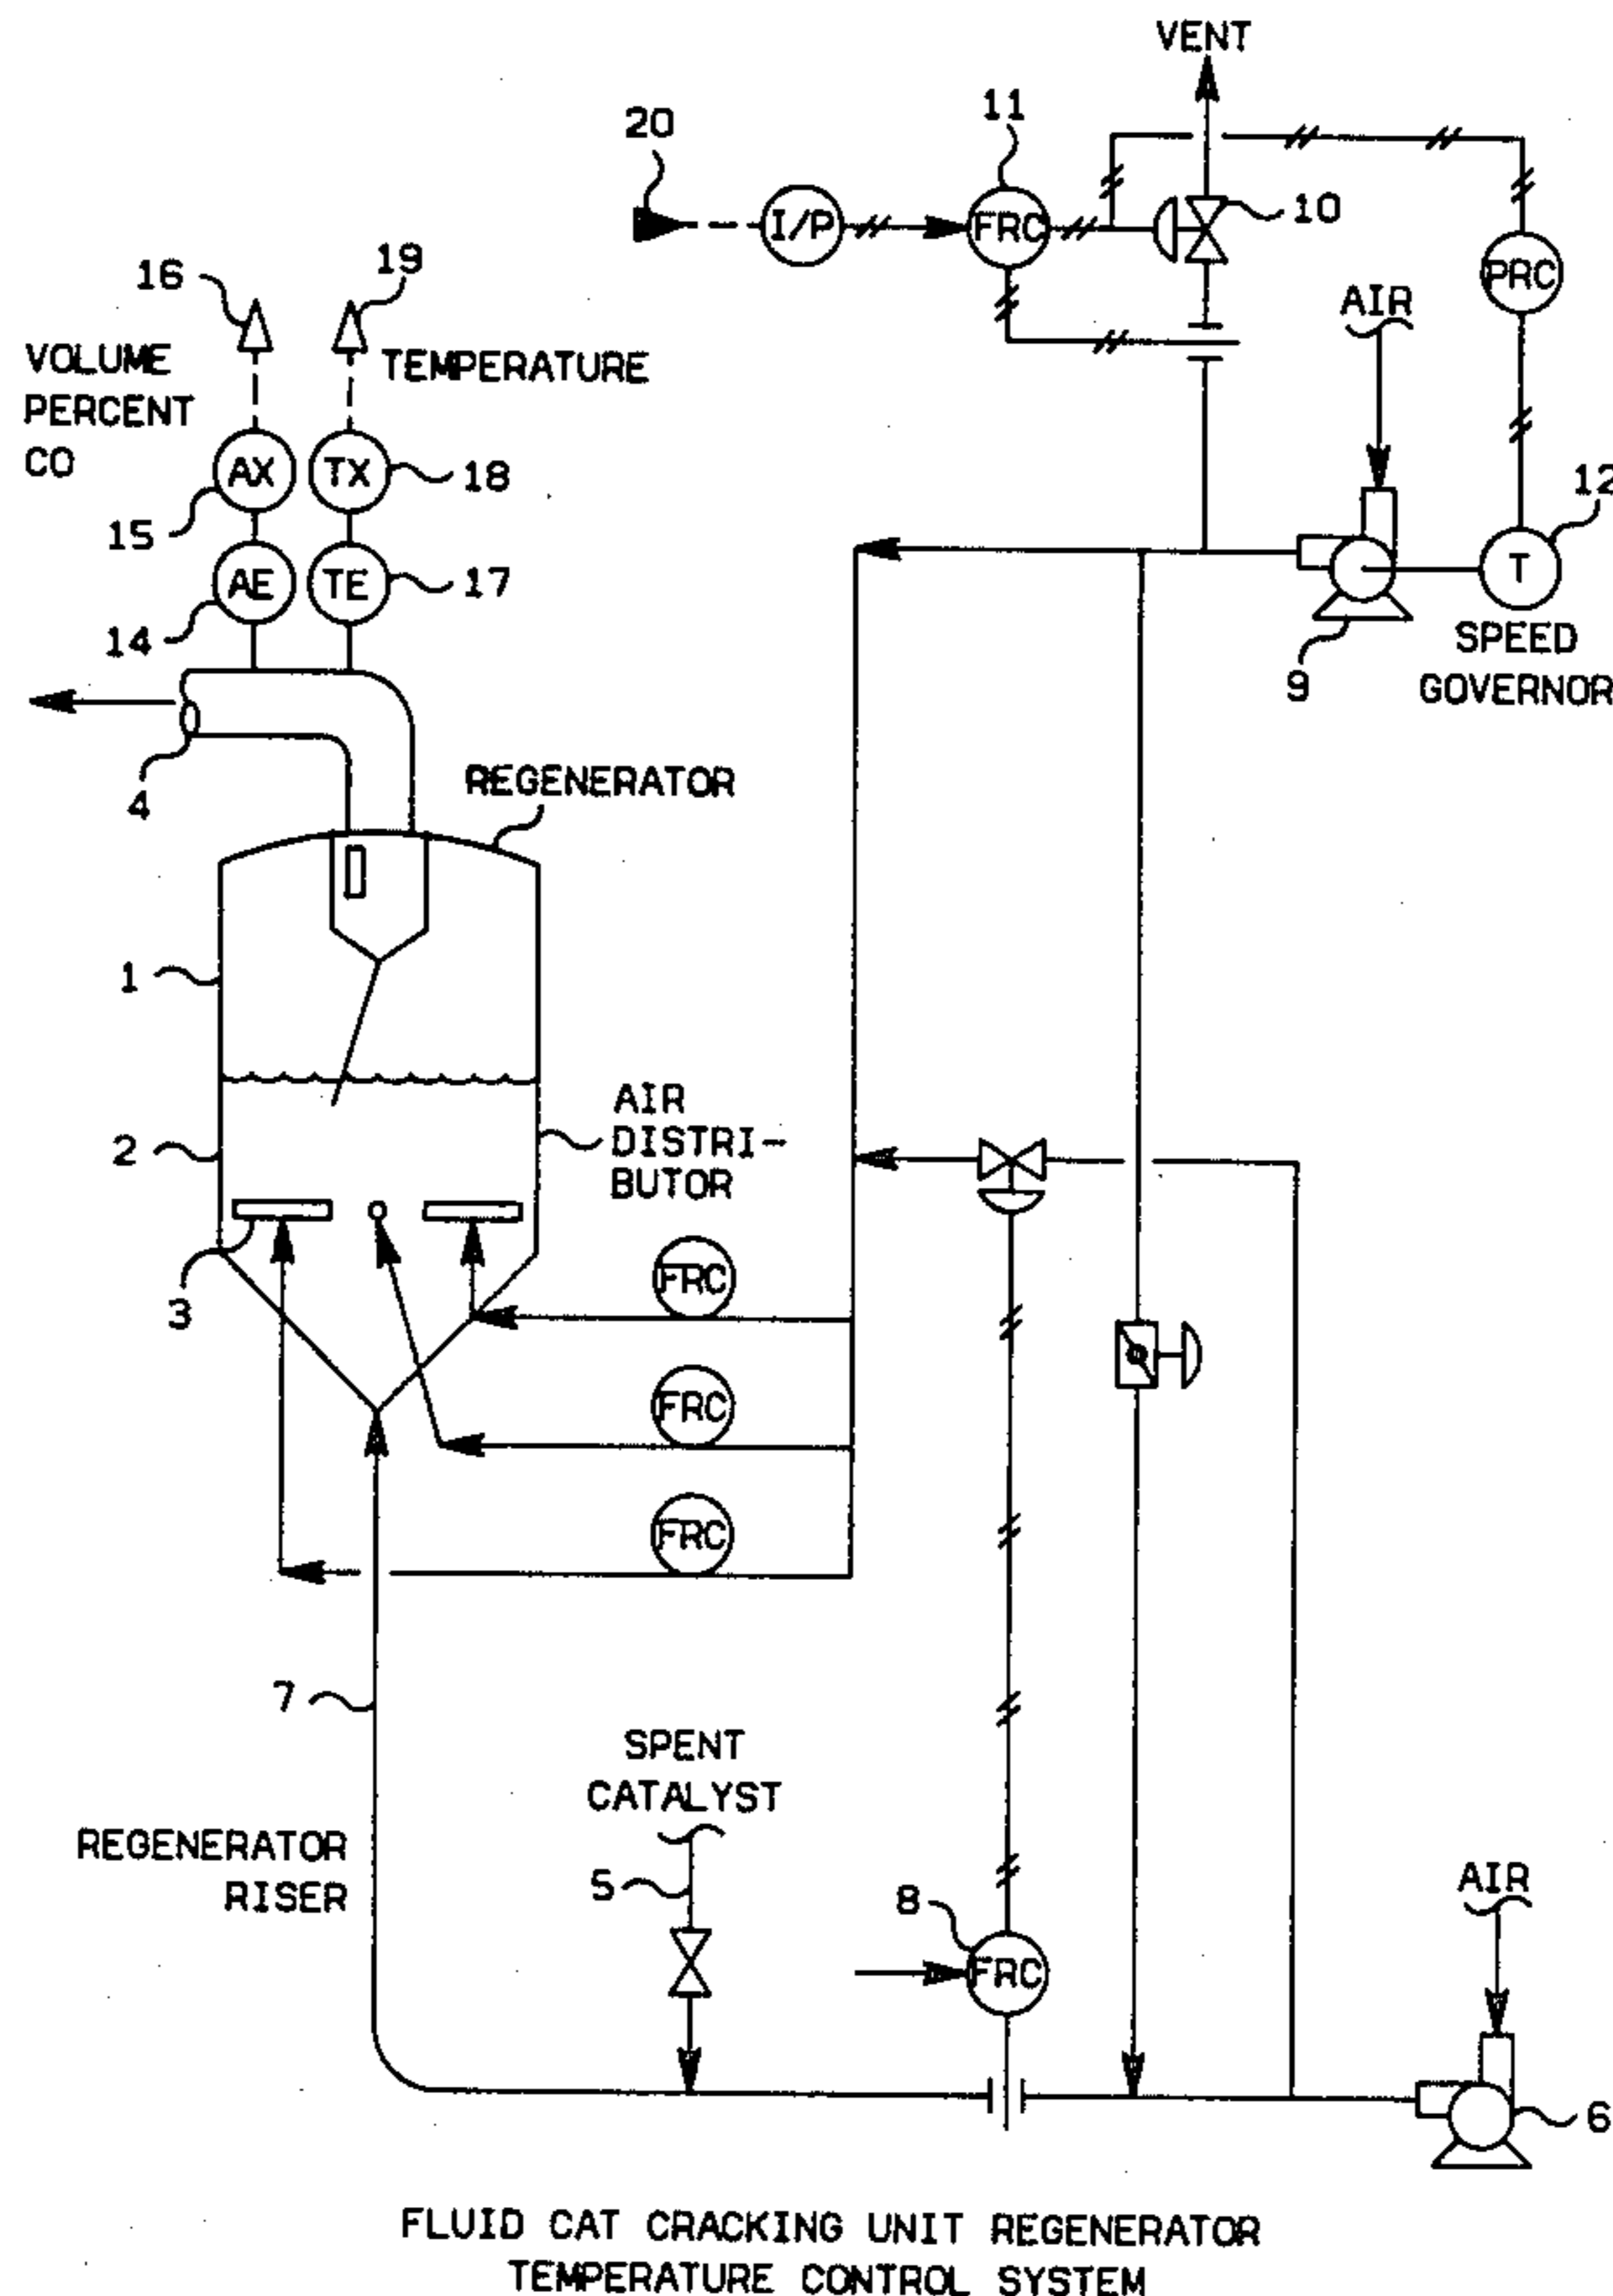 VENT
20
11
I/P
FRC
10
16
19
PRC
AIR
VOLUME
PERCENT
CO
TEMPERATURE
AX
TX
18
12
15
AE
TE
17
T
14
SPEED
GOVERNOR
9
4
REGENERATOR
1
AIR
DISTRI-
BUTOR
2
3
FRC
FRC
FRC
7
SPENT
CATALYST
REGENERATOR
RISER
5
8
AIR
FRC
6
FLUID CAT CRACKING UNIT REGENERATOR
TEMPERATURE CONTROL SYSTEM